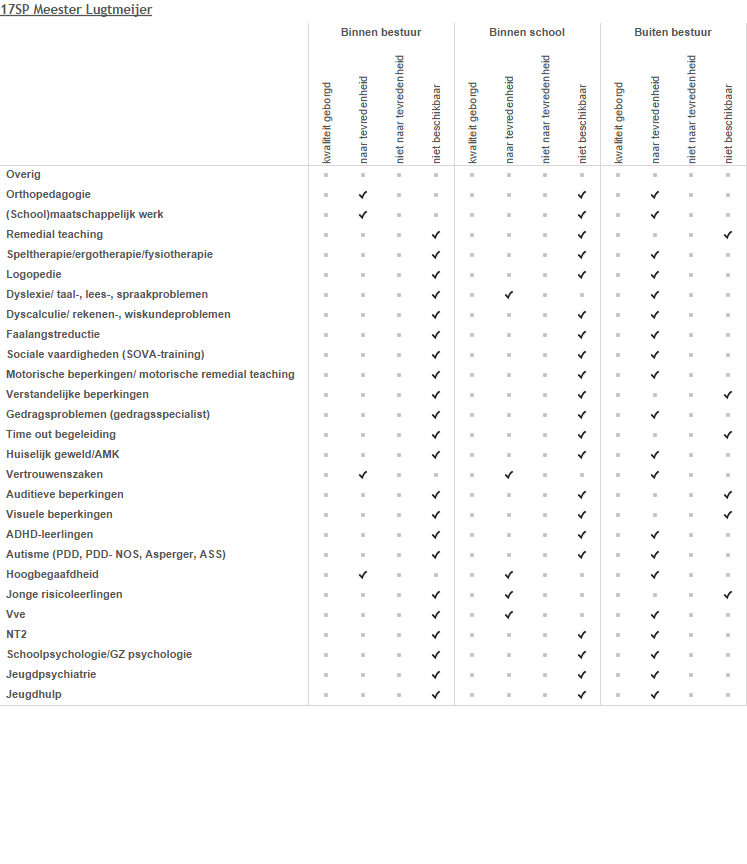 17SP Meester Lugtmeijer
Binnen bestuur Binnen school Buiten bestuur
kwaliteit geborgd naar tevredenheid niet naar tevredenheid niet beschikbaar kwaliteit geborgd naar tevredenheid niet naar tevredenheid niet beschikbaar kwaliteit geborgd naar tevredenheid niet naar tevredenheid niet beschikbaar
Overig
Orthopedagogie
(School)maatschappelijk werk
Remedial teaching
Speltherapie/ergotherapie/fysiotherapie
Logopedie
Dyslexie/ taal-, lees-, spraakproblemen
Dyscalculie/ rekenen-, wiskundeproblemen
Faalangstreductie
Sociale vaardigheden (SOVA-training)
Motorische beperkingen/ motorische remedial teaching
Verstandelijke beperkingen
Gedragsproblemen (gedragsspecialist)
Time out begeleiding
Huiselijk geweld/AMK
Vertrouwenszaken
Auditieve beperkingen
Visuele beperkingen
ADHD-leerlingen
Autisme (PDD, PDD- NOS, Asperger, ASS)
Hoogbegaafdheid
Jonge risicoleerlingen
Vve
NT2
Schoolpsychologie/GZ psychologie
Jeugdpsychiatrie
Jeugdhulp